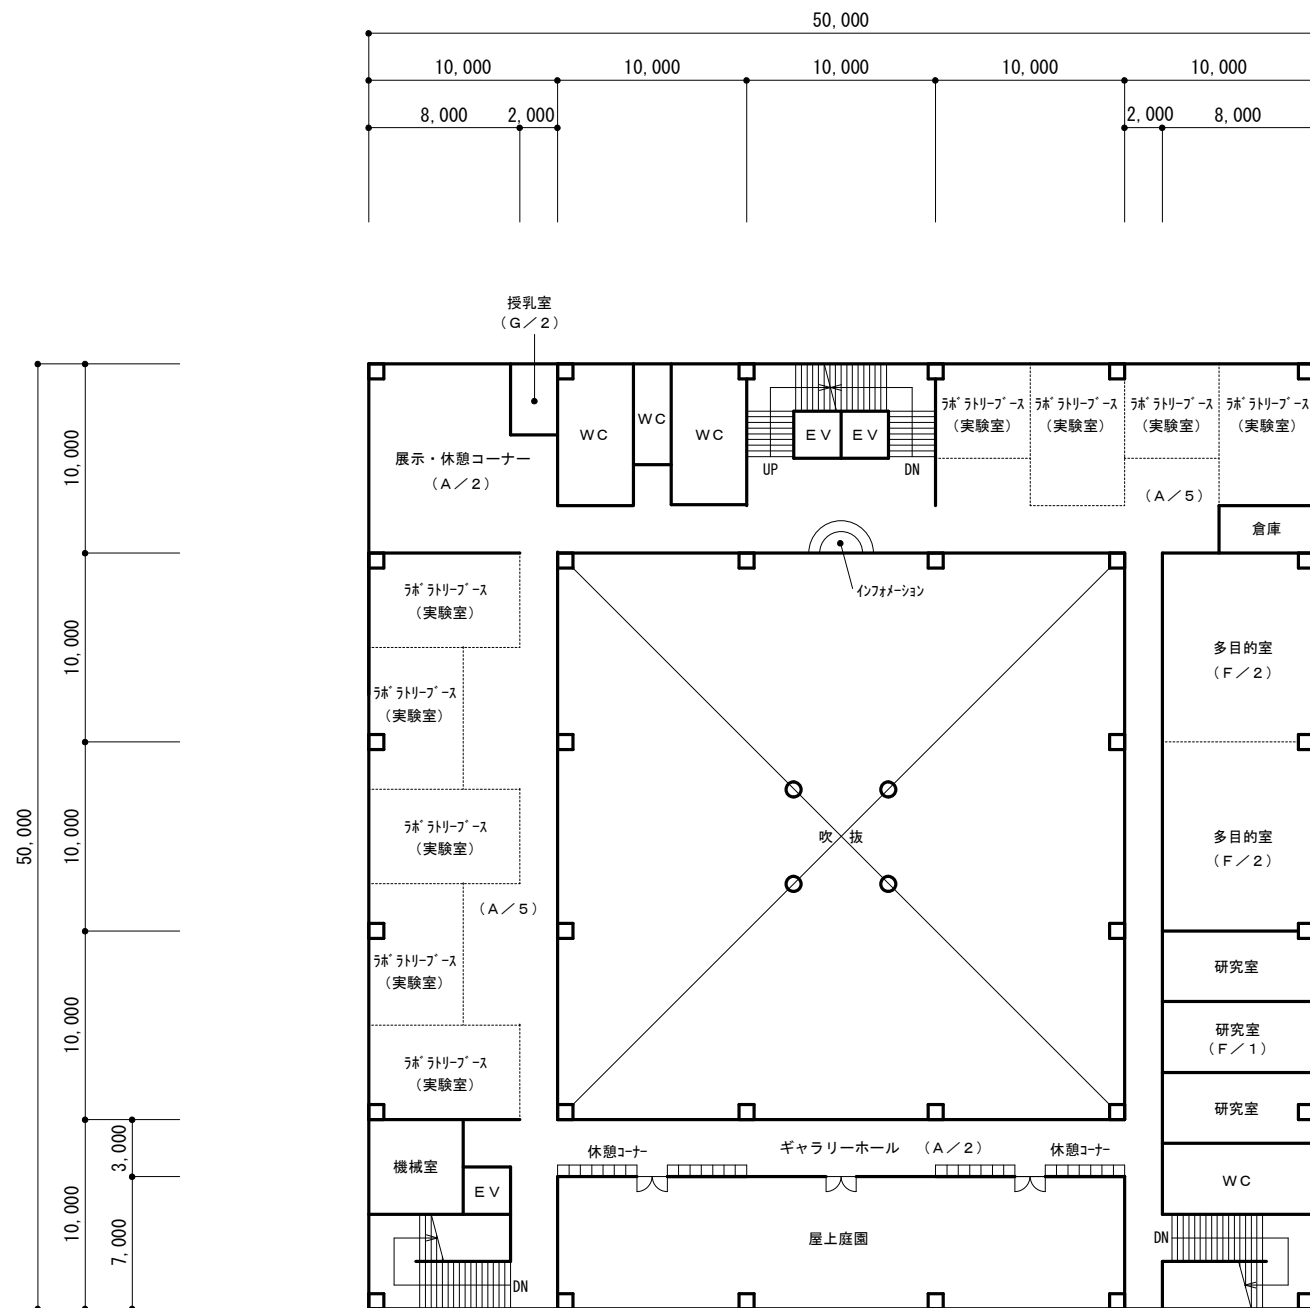 50,000
10,000 10,000 10,000 10,000 10,000
8,000 2,000 2,000 8,000
授乳室
(G/2)
10,000
10,000
10,000
10,000
10,000
50,000
3,000
7,000
展示・休憩コーナー
(A/2)
WC
WC
WC
EV EV
UP
DN
ラボラトリーブース
(実験室)
ラボラトリーブース
(実験室)
ラボラトリーブース
(実験室)
ラボラトリーブース
(実験室)
(A/5)
倉庫
インフォメーション
ラボラトリーブース
(実験室)
ラボラトリーブース
(実験室)
ラボラトリーブース
(実験室)
(A/5)
ラボラトリーブース
(実験室)
ラボラトリーブース
(実験室)
吹 抜
多目的室
(F/2)
多目的室
(F/2)
研究室
研究室
(F/1)
研究室
WC
DN
休憩コーナー
ギャラリーホール (A/2)
休憩コーナー
機械室
EV
DN
屋上庭園